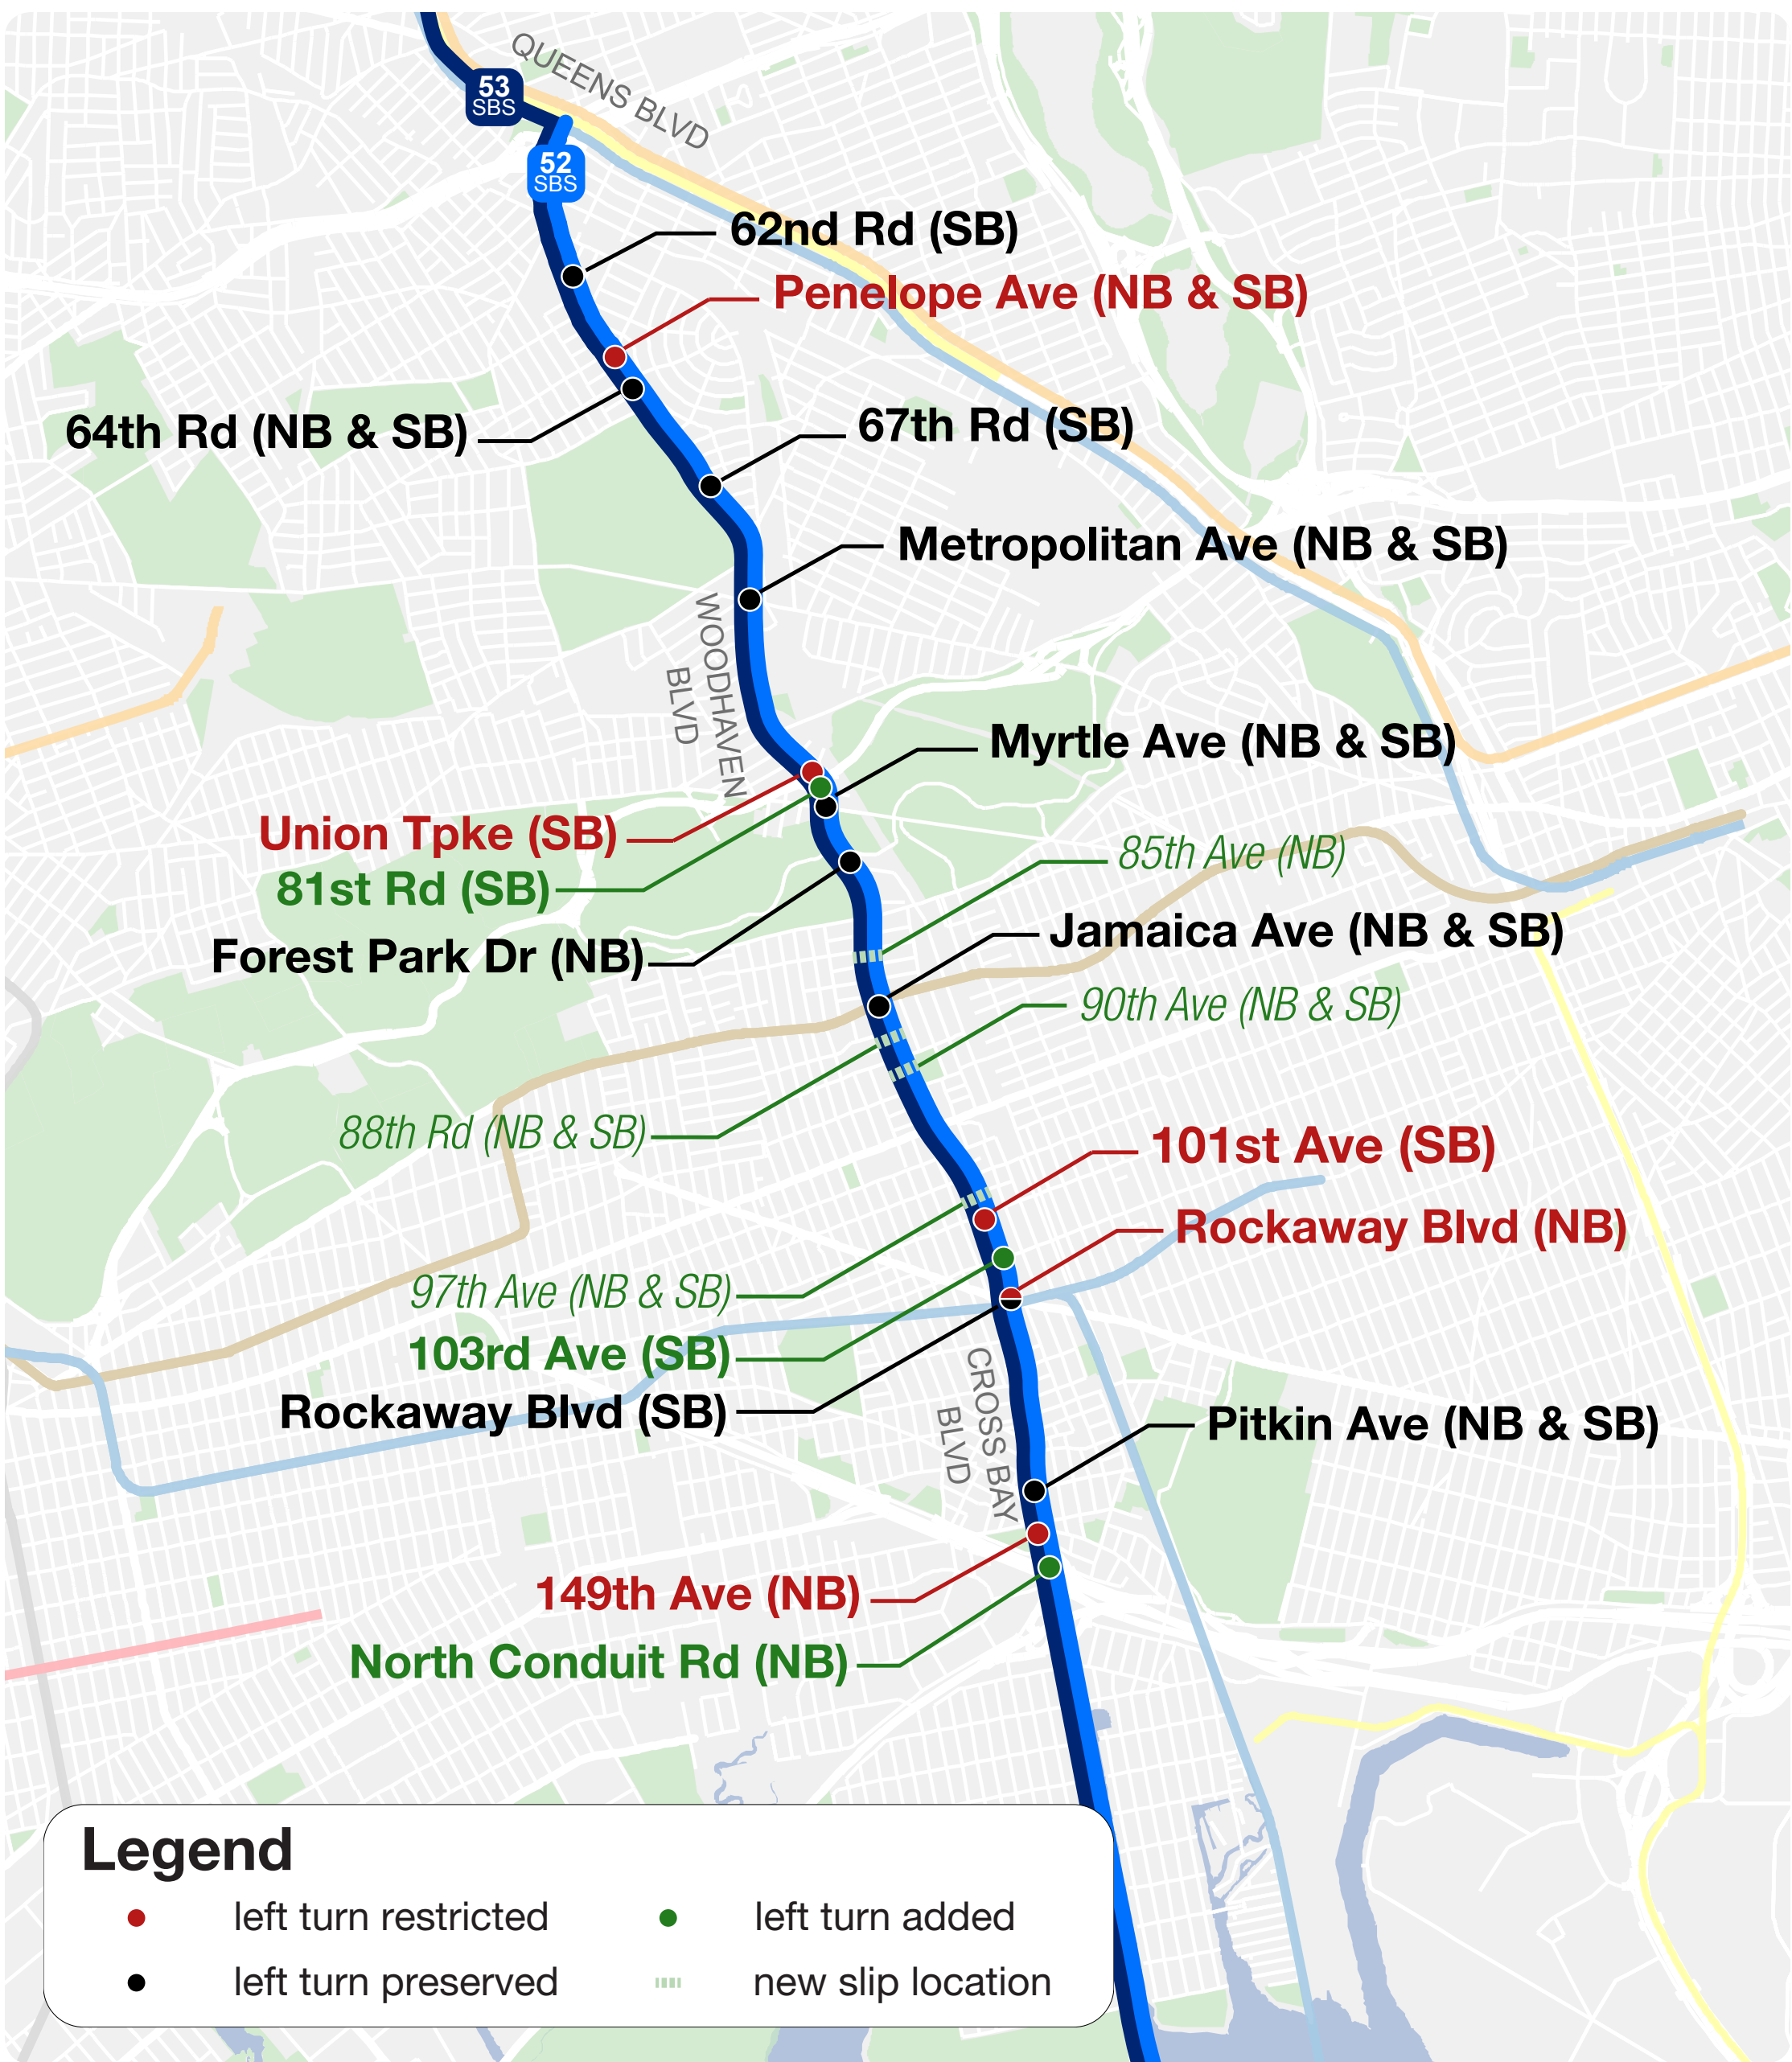 QUEENS BLVD
53
SBS
52
SBS
62nd Rd (SB)
Penelope Ave (NB & SB)
64th Rd (NB & SB)
67th Rd (SB)
Metropolitan Ave (NB & SB)
WOODHAVEN
BLVD
Myrtle Ave (NB & SB)
Union Tpke (SB)
85th Ave (NB)
81st Rd (SB)
Jamaica Ave (NB & SB)
Forest Park Dr (NB)
90th Ave (NB & SB)
88th Rd (NB & SB)
101st Ave (SB)
Rockaway Blvd (NB)
97th Ave (NB & SB)
103rd Ave (SB)
Rockaway Blvd (SB)
CROSS BAY
BLVD
Pitkin Ave (NB & SB)
149th Ave (NB)
North Conduit Rd (NB)
Legend
left turn restricted
left turn added
left turn preserved
new slip location